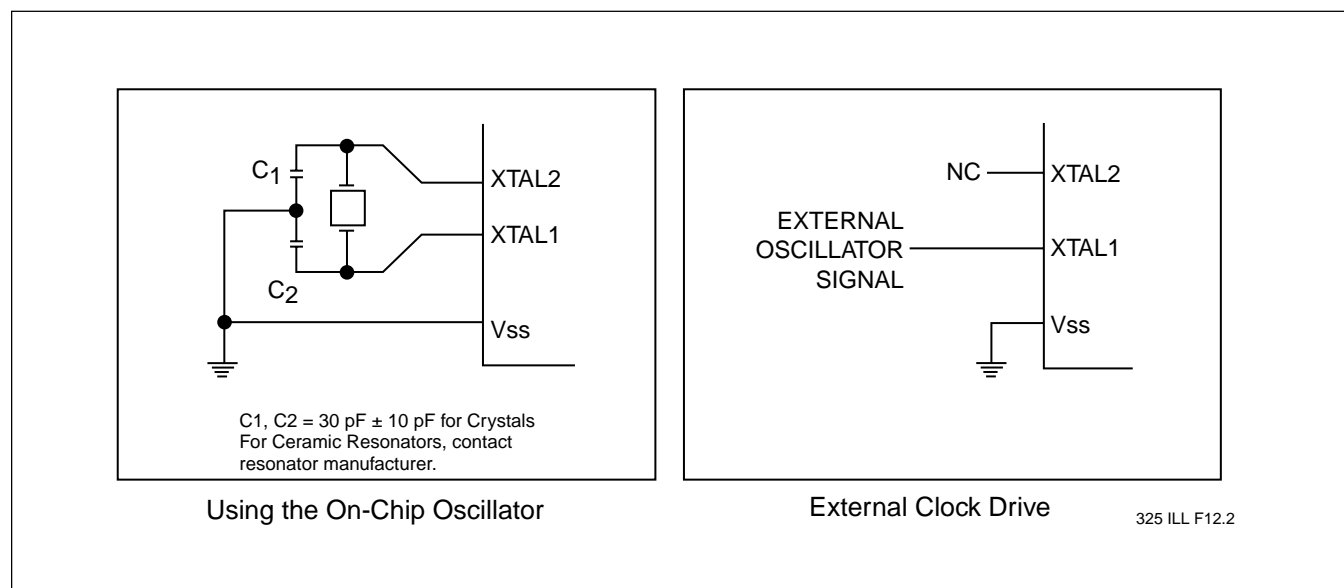 C1
XTAL2
XTAL1
C2
Vss
C1, C2 = 30 pF ± 10 pF for Crystals
For Ceramic Resonators, contact
resonator manufacturer.
Using the On-Chip Oscillator
NC
XTAL2
EXTERNAL
OSCILLATOR
SIGNAL
XTAL1
Vss
External Clock Drive
325 ILL F12.2